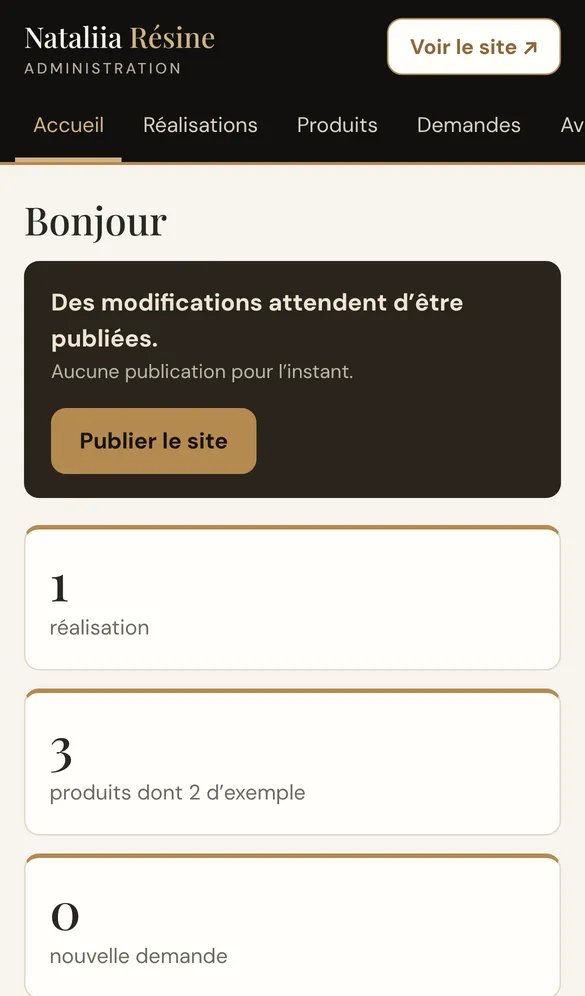 Nataliia Résine
ADMINISTRATION
Voir le site ↗
Accueil
Réalisations
Produits
Demandes
Av
Bonjour
Des modifications attendent d’être
publiées.
Aucune publication pour l’instant.
Publier le site
1
réalisation
3
produits dont 2 d’exemple
0
nouvelle demande